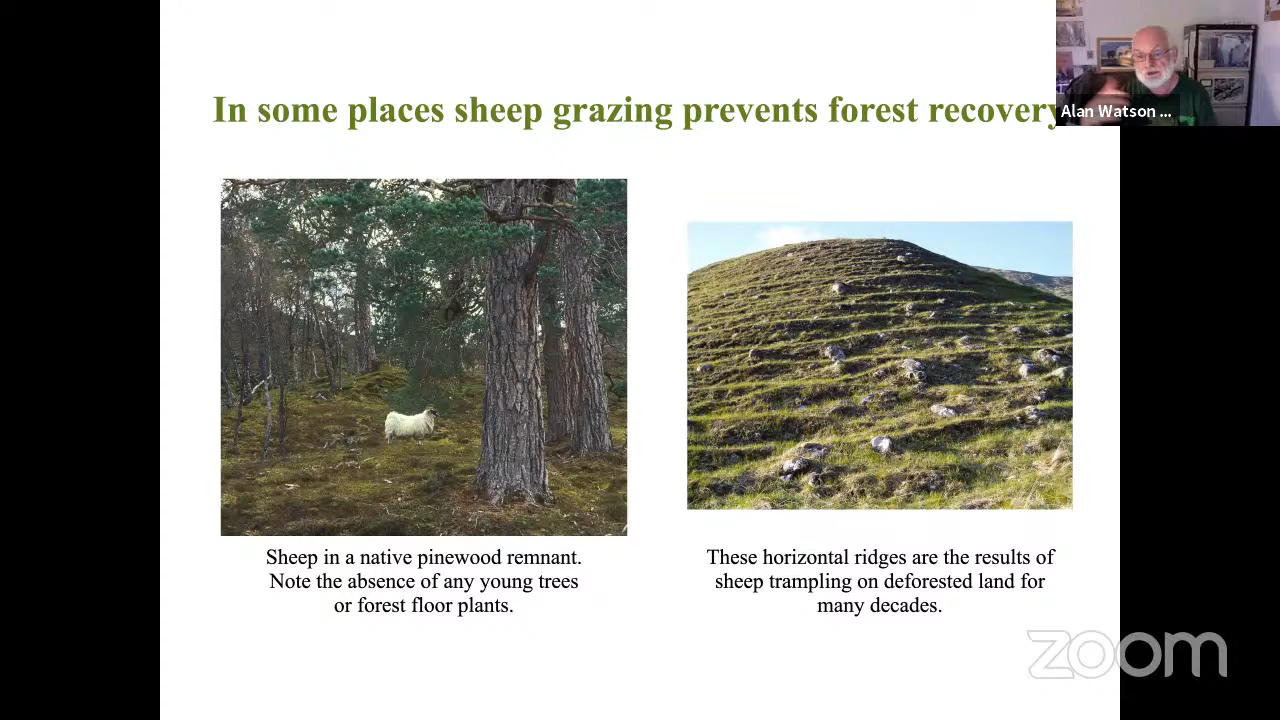 In some places sheep grazing prevents forest recovery
Alan Watson ...
Sheep in a native pinewood remnant.
Note the absence of any young trees
or forest floor plants.
These horizontal ridges are the results of
sheep trampling on deforested land for
many decades.
zoom